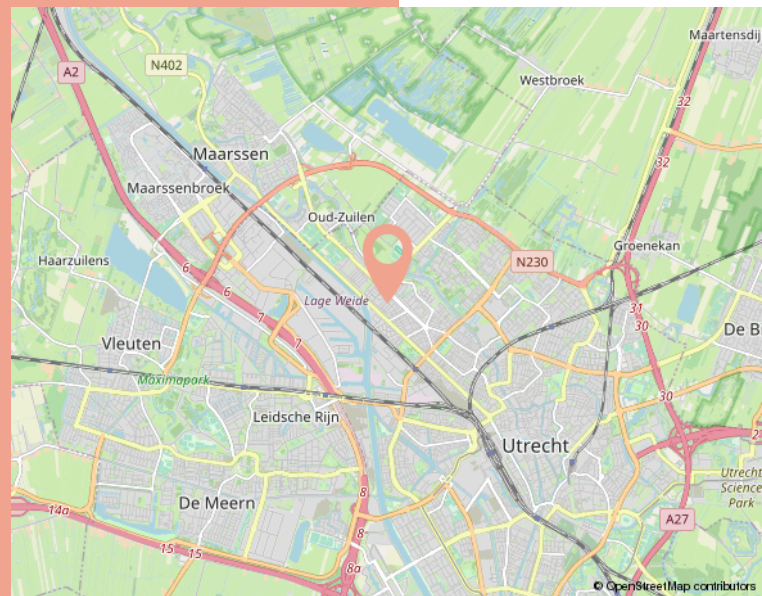 Maartensdij
A2
N402
Westbroek
32
Maarssen
32
Maarssenbroek
Oud-Zuilen
Groenekan
Haarzuilens
6
N230
6
Lage Weide
31
7
30
De B
Vleuten
7
Maximapark
30
Leidsche Rijn
2
Utrecht
De Meern
Utrecht
Science
Park
8
14a
A27
8
15
15
8a
© OpenStreetMap contributors